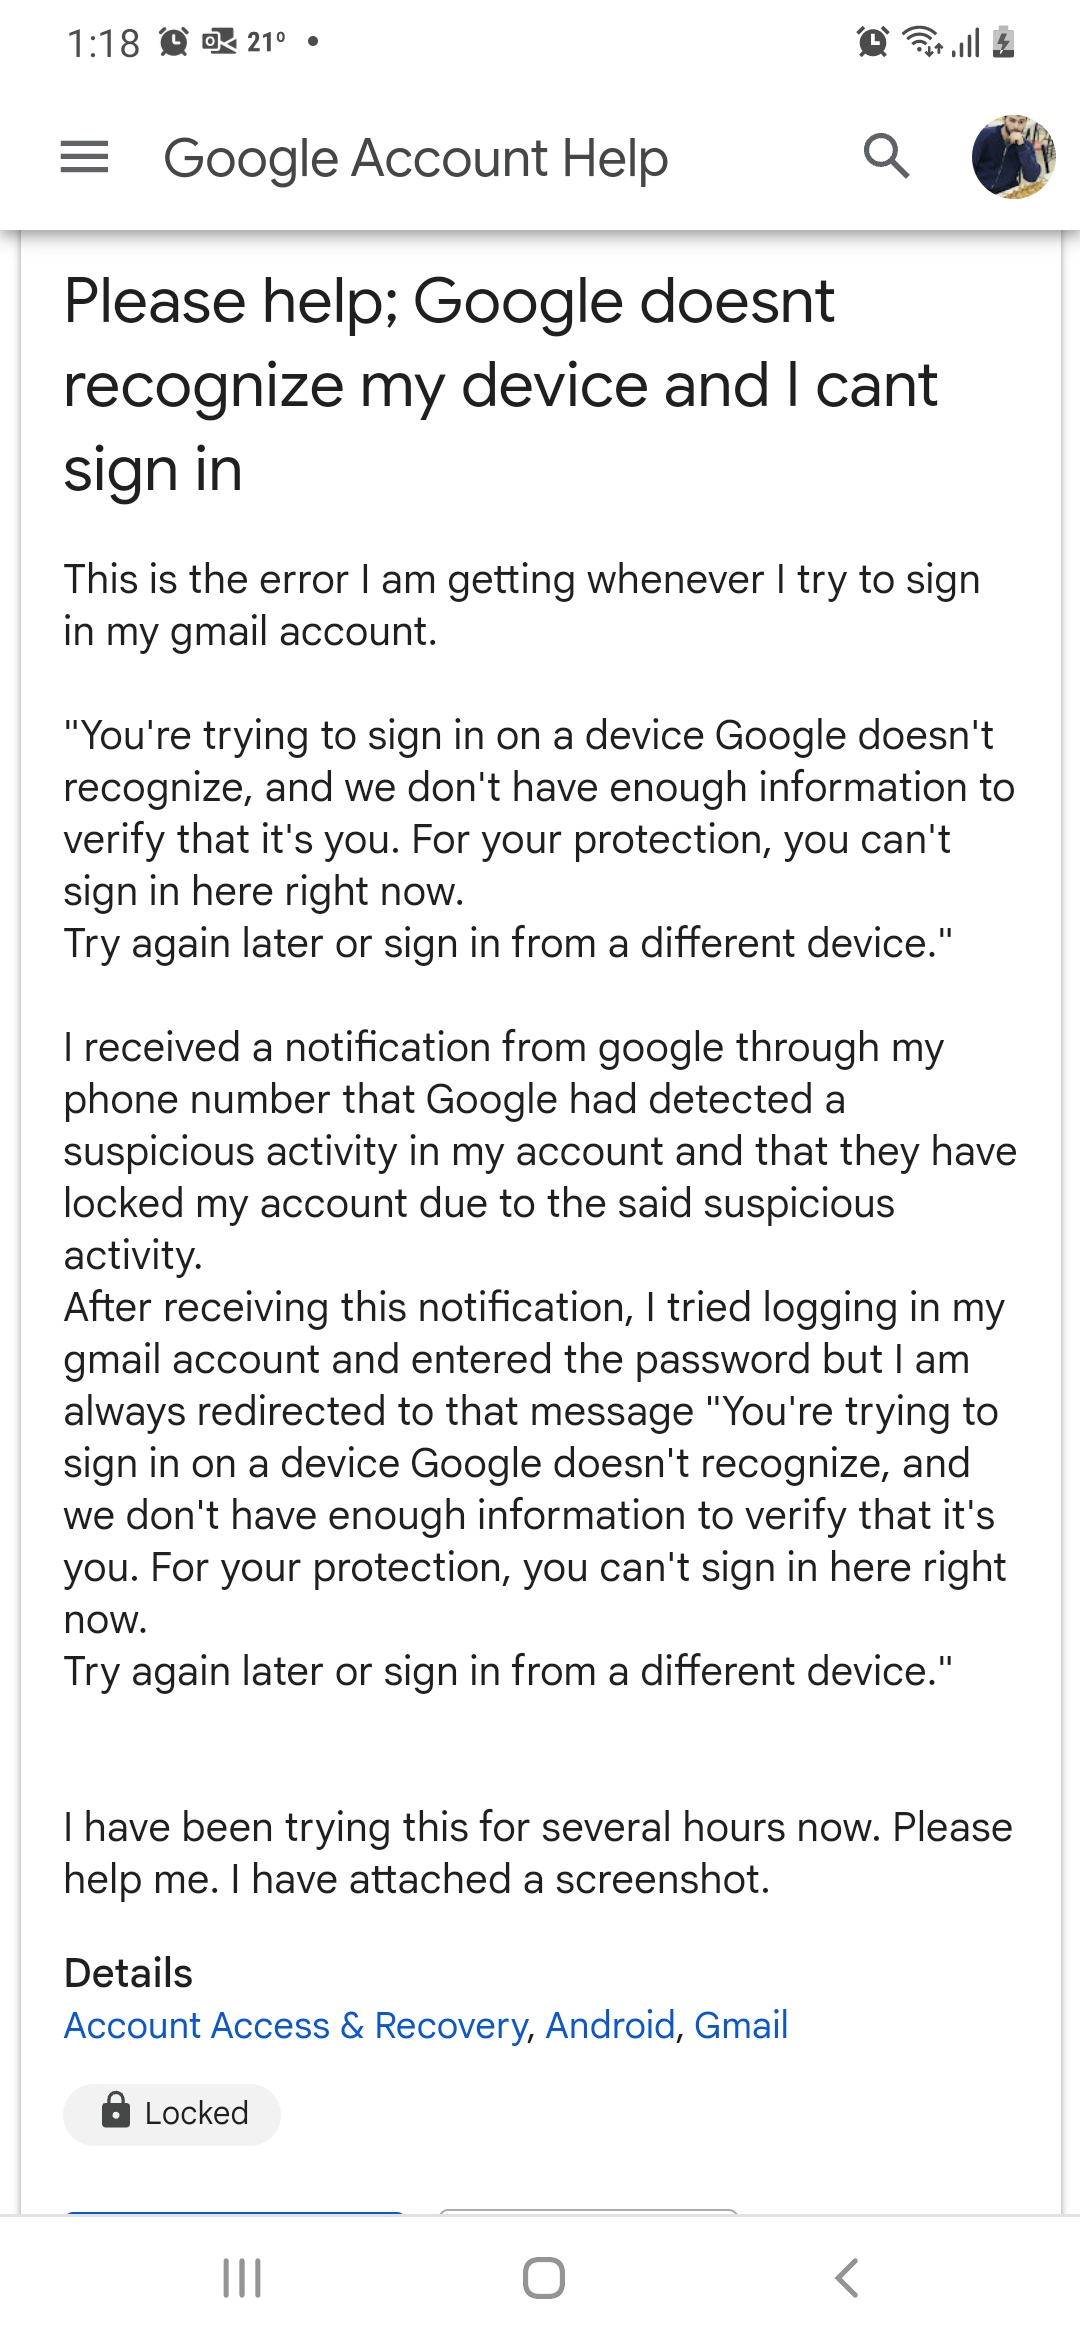 1:18 21°
Google Account Help
Please help; Google doesnt
recognize my device and I cant
sign in
This is the error I am getting whenever I try to sign
in my gmail account.
"You're trying to sign in on a device Google doesn't
recognize, and we don't have enough information to
verify that it's you. For your protection, you can't
sign in here right now.
Try again later or sign in from a different device."
I received a notification from google through my
phone number that Google had detected a
suspicious activity in my account and that they have
locked my account due to the said suspicious
activity.
After receiving this notification, I tried logging in my
gmail account and entered the password but I am
always redirected to that message "You're trying to
sign in on a device Google doesn't recognize, and
we don't have enough information to verify that it's
you. For your protection, you can't sign in here right
now.
Try again later or sign in from a different device."
I have been trying this for several hours now. Please
help me. I have attached a screenshot.
Details
Account Access & Recovery, Android, Gmail
Locked